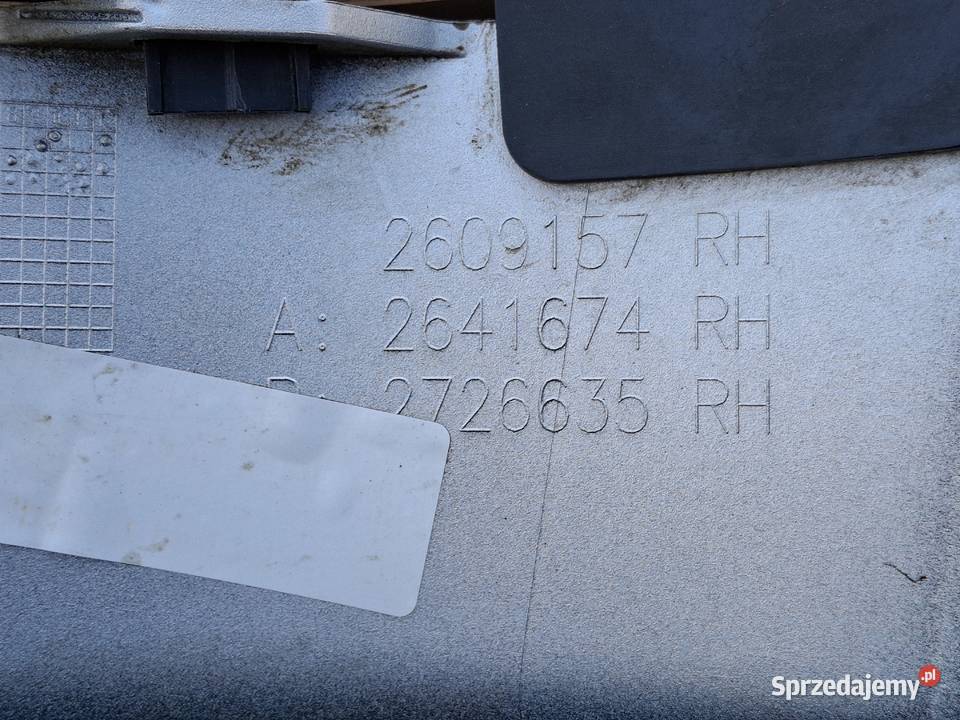 2609157 RH
A: 2641674 RH
2726635 RH
Sprzedajemy.pl